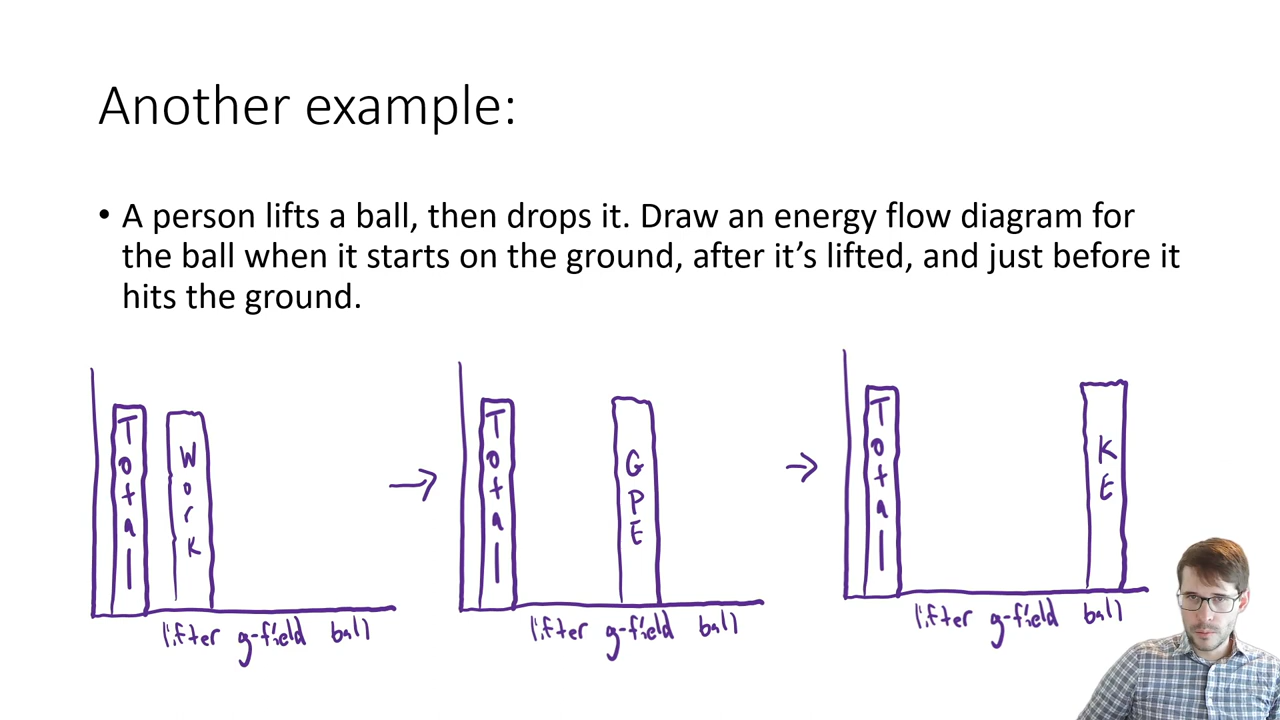 Another example:
• A person lifts a ball, then drops it. Draw an energy flow diagram for
the ball when it starts on the ground, after it's lifted, and just before it
hits the ground.
Total
Work
lifter g-field ball
→
Total
GPE
lifter g-field ball
→
Total
KE
lifter g-field ball